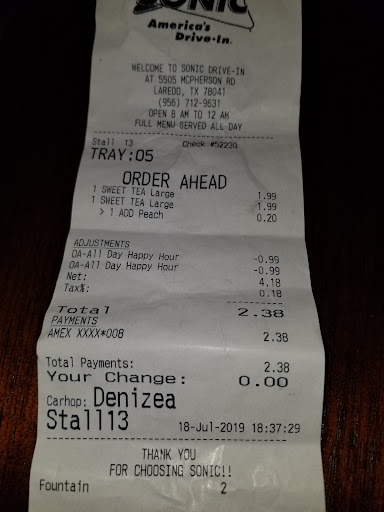 SONIC
America's
Drive-In.
WELCOME TO SONIC DRIVE-IN
AT 5505 MCPHERSON RD
LAREDO, TX 78041
(956) 712-9631
OPEN 8 AM TO 12 AM
FULL MENU SERVED ALL DAY
Stall 13 Check #52230
TRAY:05
ORDER AHEAD
1 SWEET TEA Large 1.99
1 SWEET TEA Large 1.99
> 1 ADD Peach 0.20
ADJUSTMENTS
OA-All Day Happy Hour -0.99
OA-All Day Happy Hour -0.99
Net: 4.18
Tax%: 0.18
Total 2.38
PAYMENTS
AMEX XXXX*008 2.38
Total Payments: 2.38
Your Change: 0.00
Carhop: Denizea
Stall13 18-Jul-2019 18:37:29
THANK YOU
FOR CHOOSING SONIC!!
Fountain 2